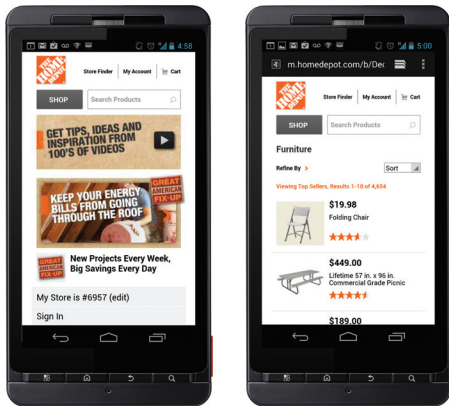 4:58
THE HOME DEPOT
Store Finder
My Account
Cart
SHOP
Search Products
GET TIPS, IDEAS AND
INSPIRATION FROM
100'S OF VIDEOS
KEEP YOUR ENERGY
BILLS FROM GOING
THROUGH THE ROOF
GREAT
AMERICAN
FIX-UP
GREAT
AMERICAN
FIX-UP
New Projects Every Week,
Big Savings Every Day
My Store is #6957 (edit)
Sign In
5:00
m.homedepot.com/b/Dec
THE HOME DEPOT
Store Finder
My Account
Cart
SHOP
Search Products
Furniture
Refine By >
Sort
Viewing Top Sellers, Results 1-10 of 4,654
$19.98
Folding Chair
$449.00
Lifetime 57 in. x 96 in.
Commercial Grade Picnic
$189.00